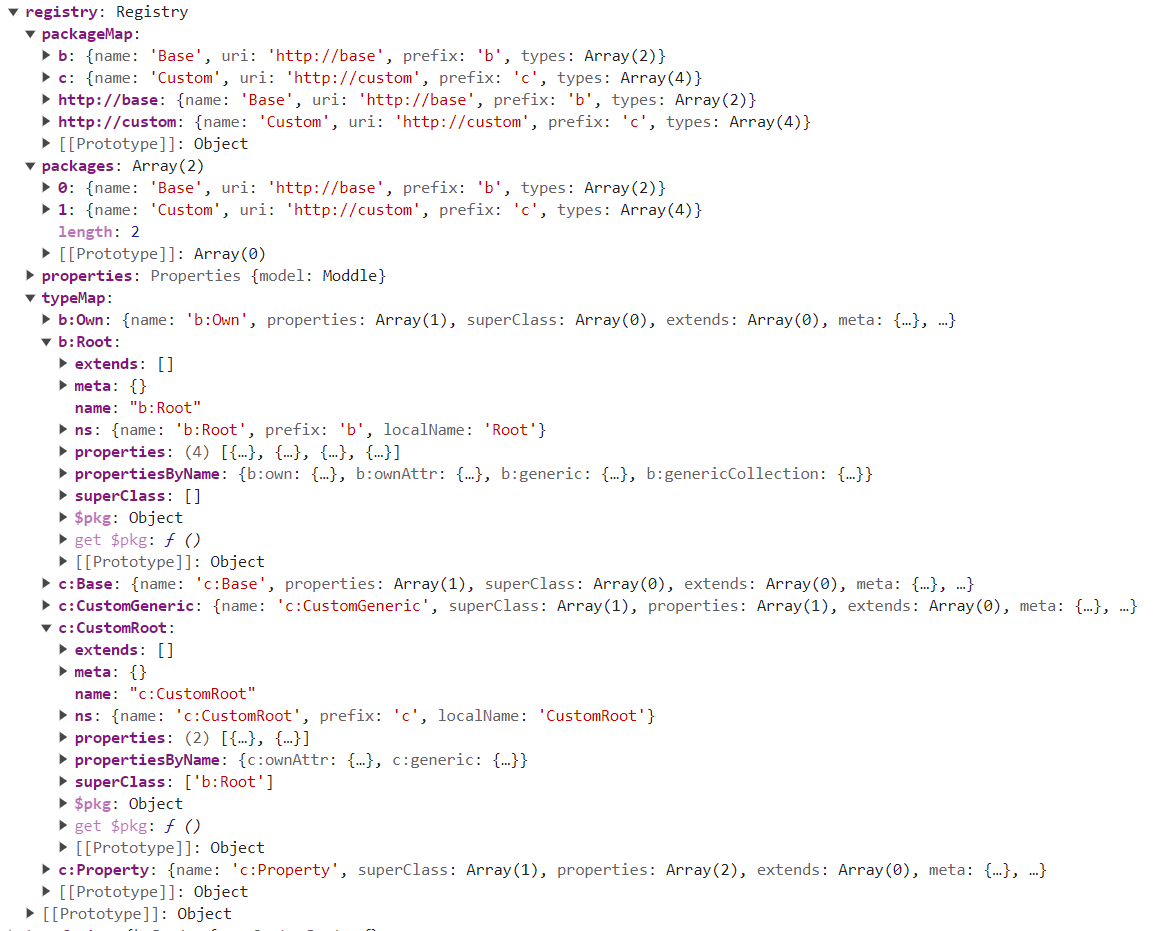 ▼ registry: Registry
▼ packageMap:
▶ b: {name: 'Base', uri: 'http://base', prefix: 'b', types: Array(2)}
▶ c: {name: 'Custom', uri: 'http://custom', prefix: 'c', types: Array(4)}
▶ http://base: {name: 'Base', uri: 'http://base', prefix: 'b', types: Array(2)}
▶ http://custom: {name: 'Custom', uri: 'http://custom', prefix: 'c', types: Array(4)}
▶ [[Prototype]]: Object
▼ packages: Array(2)
▶ 0: {name: 'Base', uri: 'http://base', prefix: 'b', types: Array(2)}
▶ 1: {name: 'Custom', uri: 'http://custom', prefix: 'c', types: Array(4)}
length: 2
▶ [[Prototype]]: Array(0)
▶ properties: Properties {model: Moddle}
▼ typeMap:
▶ b:Own: {name: 'b:Own', properties: Array(1), superClass: Array(0), extends: Array(0), meta: {…}, …}
▼ b:Root:
▶ extends: []
▶ meta: {}
name: "b:Root"
▶ ns: {name: 'b:Root', prefix: 'b', localName: 'Root'}
▶ properties: (4) [{…}, {…}, {…}, {…}]
▶ propertiesByName: {b:own: {…}, b:ownAttr: {…}, b:generic: {…}, b:genericCollection: {…}}
▶ superClass: []
▶ $pkg: Object
▶ get $pkg: ƒ ()
▶ [[Prototype]]: Object
▶ c:Base: {name: 'c:Base', properties: Array(1), superClass: Array(0), extends: Array(0), meta: {…}, …}
▶ c:CustomGeneric: {name: 'c:CustomGeneric', superClass: Array(1), properties: Array(1), extends: Array(0), meta: {…}, …}
▼ c:CustomRoot:
▶ extends: []
▶ meta: {}
name: "c:CustomRoot"
▶ ns: {name: 'c:CustomRoot', prefix: 'c', localName: 'CustomRoot'}
▶ properties: (2) [{…}, {…}]
▶ propertiesByName: {c:ownAttr: {…}, c:generic: {…}}
▶ superClass: ['b:Root']
▶ $pkg: Object
▶ get $pkg: ƒ ()
▶ [[Prototype]]: Object
▶ c:Property: {name: 'c:Property', superClass: Array(1), properties: Array(2), extends: Array(0), meta: {…}, …}
▶ [[Prototype]]: Object
▶ [[Prototype]]: Object